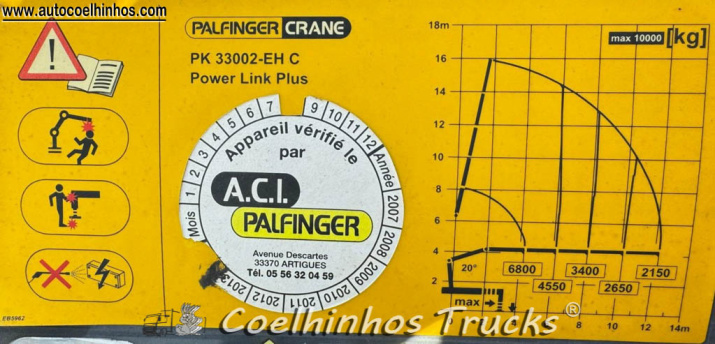 www.autocoelhinhos.com
PALFINGER CRANE
PK 33002-EH C
Power Link Plus
max 10000 [kg]
18m
16
14
12
10
8
6
4
2
20°
6800
4550
3400
2650
2150
max
0
2
4
6
8
10
12
14m
Mois 1 2 3 4 5 6 7 9 10 11 12 Année 2007 2008 2009 2010 2011 2012 2013
Appareil vérifié le
par
A.C.I.
PALFINGER
Avenue Descartes
33370 ARTIGUES
Tél. 05 56 32 04 59
EB5962
Coelhinhos Trucks ®